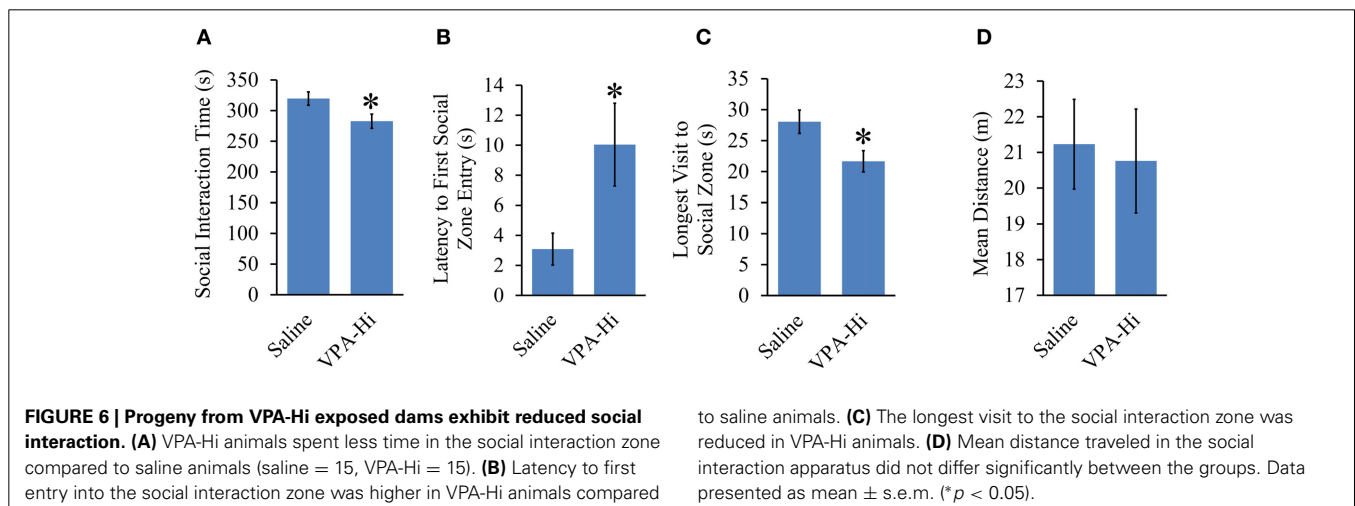 A
Social Interaction Time (s)
350
300
250
200
150
100
50
0
*
Saline
VPA-Hi
B
Latency to First Social
Zone Entry (s)
14
12
10
8
6
4
2
0
*
Saline
VPA-Hi
C
Longest Visit to
Social Zone (s)
35
30
25
20
15
10
5
0
*
Saline
VPA-Hi
D
Mean Distance (m)
23
22
21
20
19
18
17
Saline
VPA-Hi
FIGURE 6 | Progeny from VPA-Hi exposed dams exhibit reduced social
interaction. (A) VPA-Hi animals spent less time in the social interaction zone
compared to saline animals (saline = 15, VPA-Hi = 15). (B) Latency to first
entry into the social interaction zone was higher in VPA-Hi animals compared
to saline animals. (C) The longest visit to the social interaction zone was
reduced in VPA-Hi animals. (D) Mean distance traveled in the social
interaction apparatus did not differ significantly between the groups. Data
presented as mean ± s.e.m. (*p < 0.05).